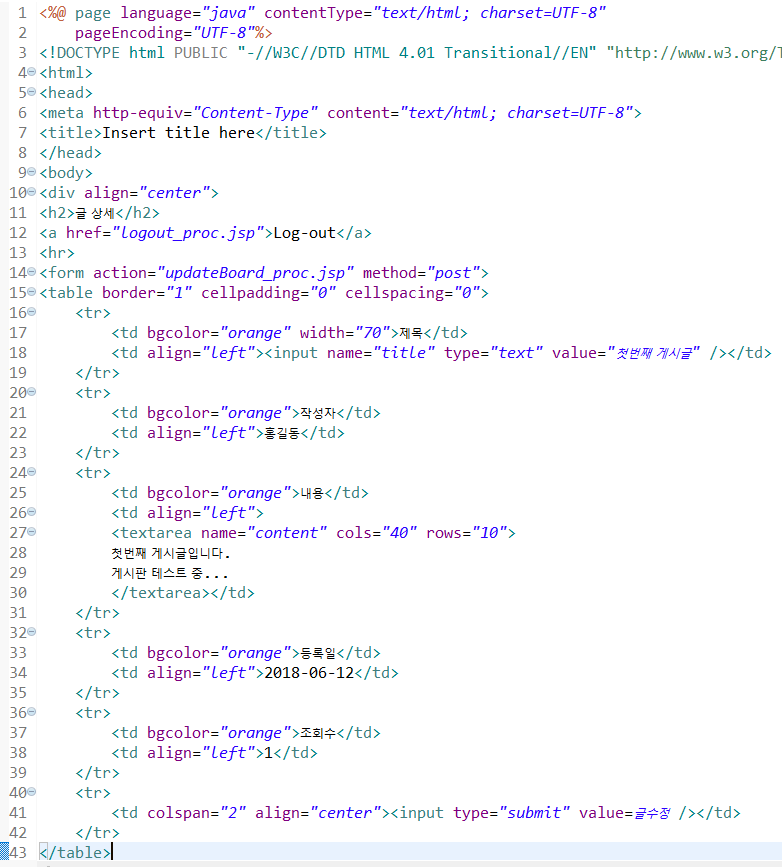 1 <%@ page language="java" contentType="text/html; charset=UTF-8"
2     pageEncoding="UTF-8"%>
3 <!DOCTYPE html PUBLIC "-//W3C//DTD HTML 4.01 Transitional//EN" "http://www.w3.org/T
4 <html>
5 <head>
6 <meta http-equiv="Content-Type" content="text/html; charset=UTF-8">
7 <title>Insert title here</title>
8 </head>
9 <body>
10 <div align="center">
11 <h2>글 상세</h2>
12 <a href="logout_proc.jsp">Log-out</a>
13 <hr>
14 <form action="updateBoard_proc.jsp" method="post">
15 <table border="1" cellpadding="0" cellspacing="0">
16     <tr>
17         <td bgcolor="orange" width="70">제목</td>
18         <td align="left"><input name="title" type="text" value="첫번째 게시글" /></td>
19     </tr>
20     <tr>
21         <td bgcolor="orange">작성자</td>
22         <td align="left">홍길동</td>
23     </tr>
24     <tr>
25         <td bgcolor="orange">내용</td>
26         <td align="left">
27         <textarea name="content" cols="40" rows="10">
28         첫번째 게시글입니다.
29         게시판 테스트 중...
30         </textarea></td>
31     </tr>
32     <tr>
33         <td bgcolor="orange">등록일</td>
34         <td align="left">2018-06-12</td>
35     </tr>
36     <tr>
37         <td bgcolor="orange">조회수</td>
38         <td align="left">1</td>
39     </tr>
40     <tr>
41         <td colspan="2" align="center"><input type="submit" value=글수정 /></td>
42     </tr>
43 </table>